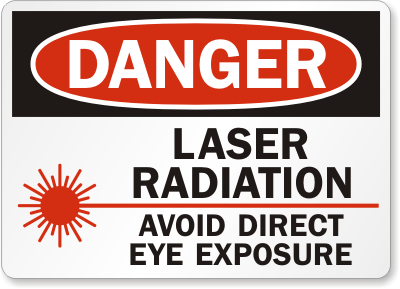 DANGER
LASER
RADIATION
AVOID DIRECT
EYE EXPOSURE